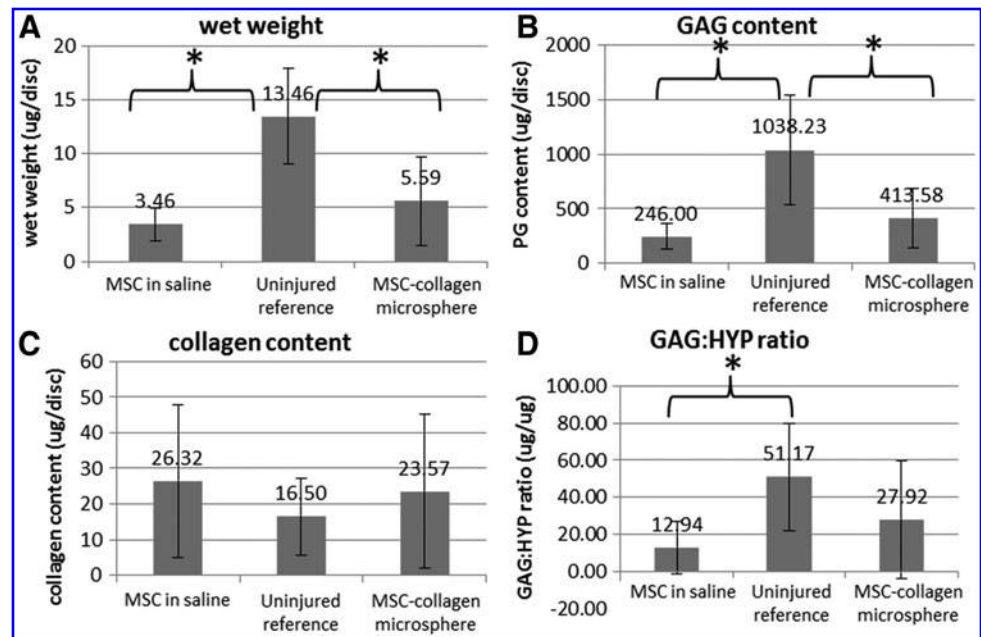 A
wet weight
*
*
wet weight (ug/disc)
20
15
10
5
0
3.46
13.46
5.59
MSC in saline
Uninjured
reference
MSC-collagen
microsphere
B
GAG content
*
*
PG content (ug/disc)
2000
1500
1000
500
0
246.00
1038.23
413.58
MSC in saline
Uninjured
reference
MSC-collagen
microsphere
C
collagen content
collagen content (ug/disc)
60
50
40
30
20
10
0
26.32
16.50
23.57
MSC in saline
Uninjured
reference
MSC-collagen
microsphere
D
GAG:HYP ratio
*
GAG:HYP ratio (ug/ug)
100.00
80.00
60.00
40.00
20.00
0.00
-20.00
12.94
51.17
27.92
MSC in saline
Uninjured
reference
MSC-collagen
microsphere